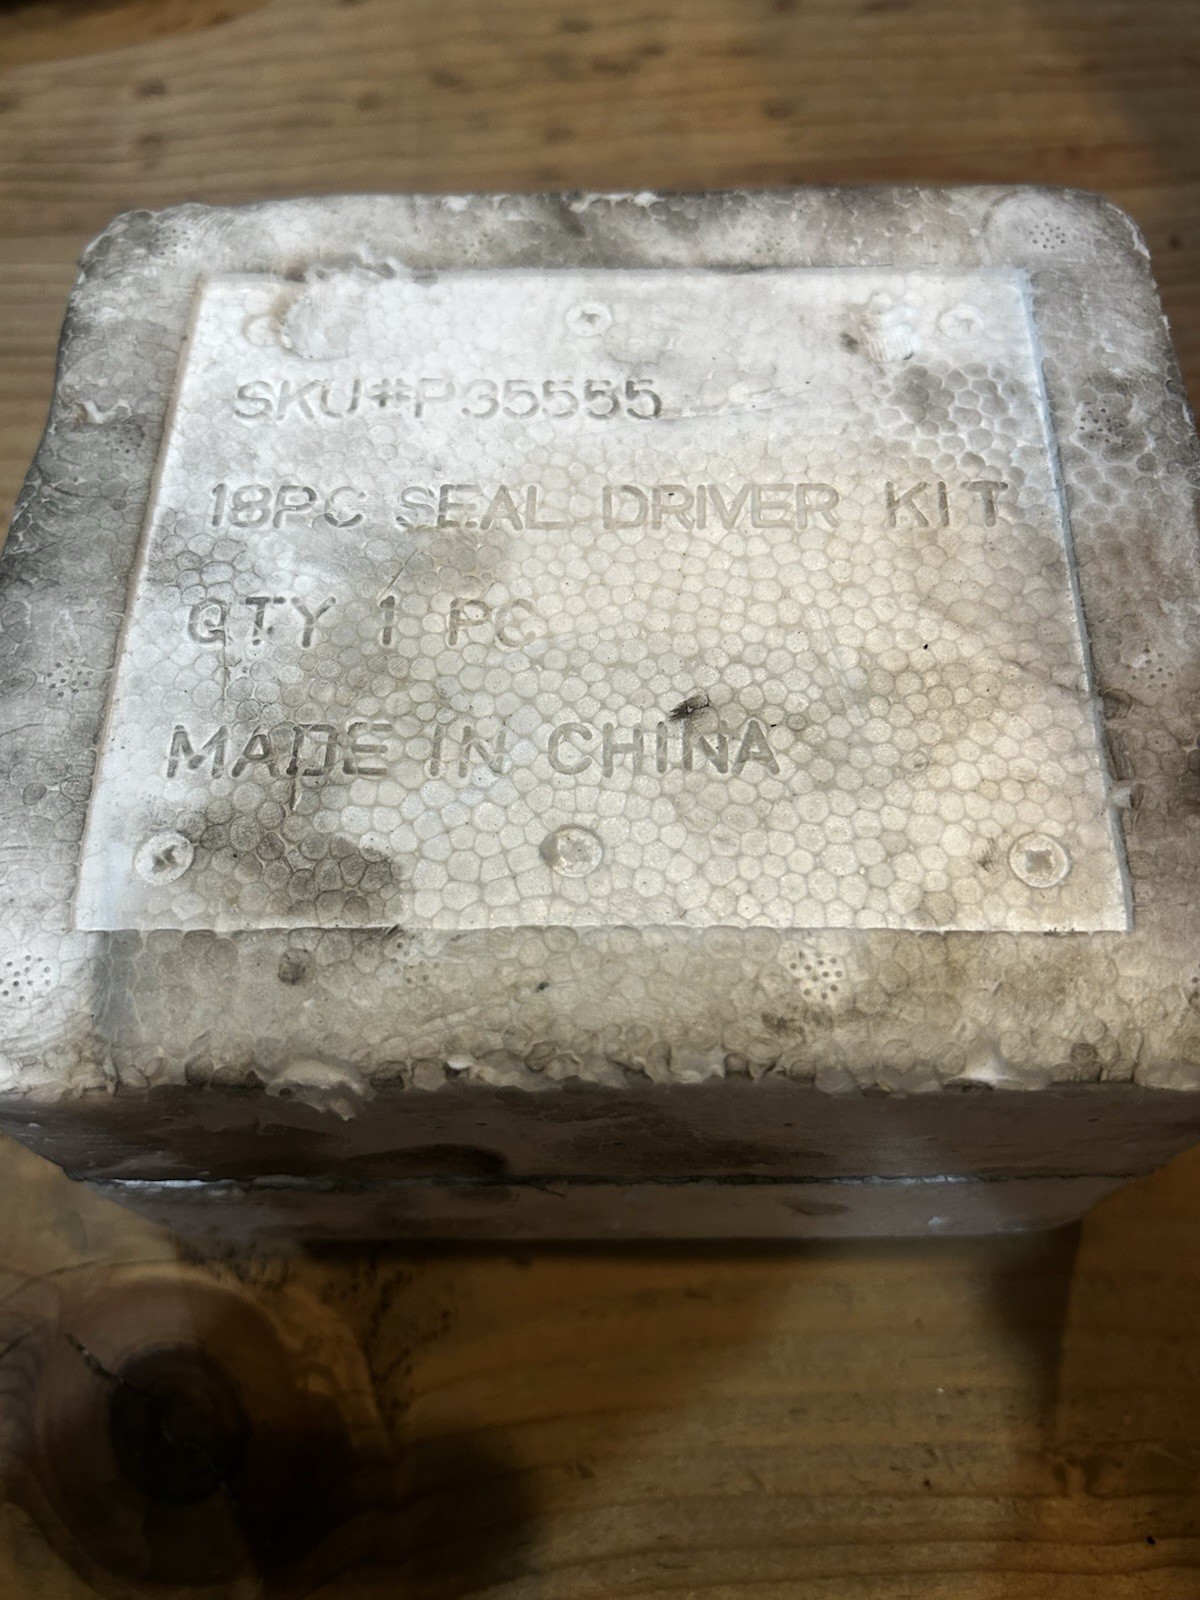 SKU#P35555
18PC SEAL DRIVER KIT
QTY 1 PC
MADE IN CHINA